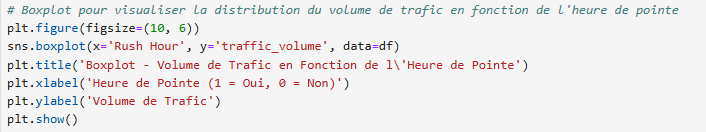 # Boxplot pour visualiser la distribution du volume de trafic en fonction de l'heure de pointe
plt.figure(figsize=(10, 6))
sns.boxplot(x='Rush Hour', y='traffic_volume', data=df)
plt.title('Boxplot - Volume de Trafic en Fonction de l\'Heure de Pointe')
plt.xlabel('Heure de Pointe (1 = Oui, 0 = Non)')
plt.ylabel('Volume de Trafic')
plt.show()